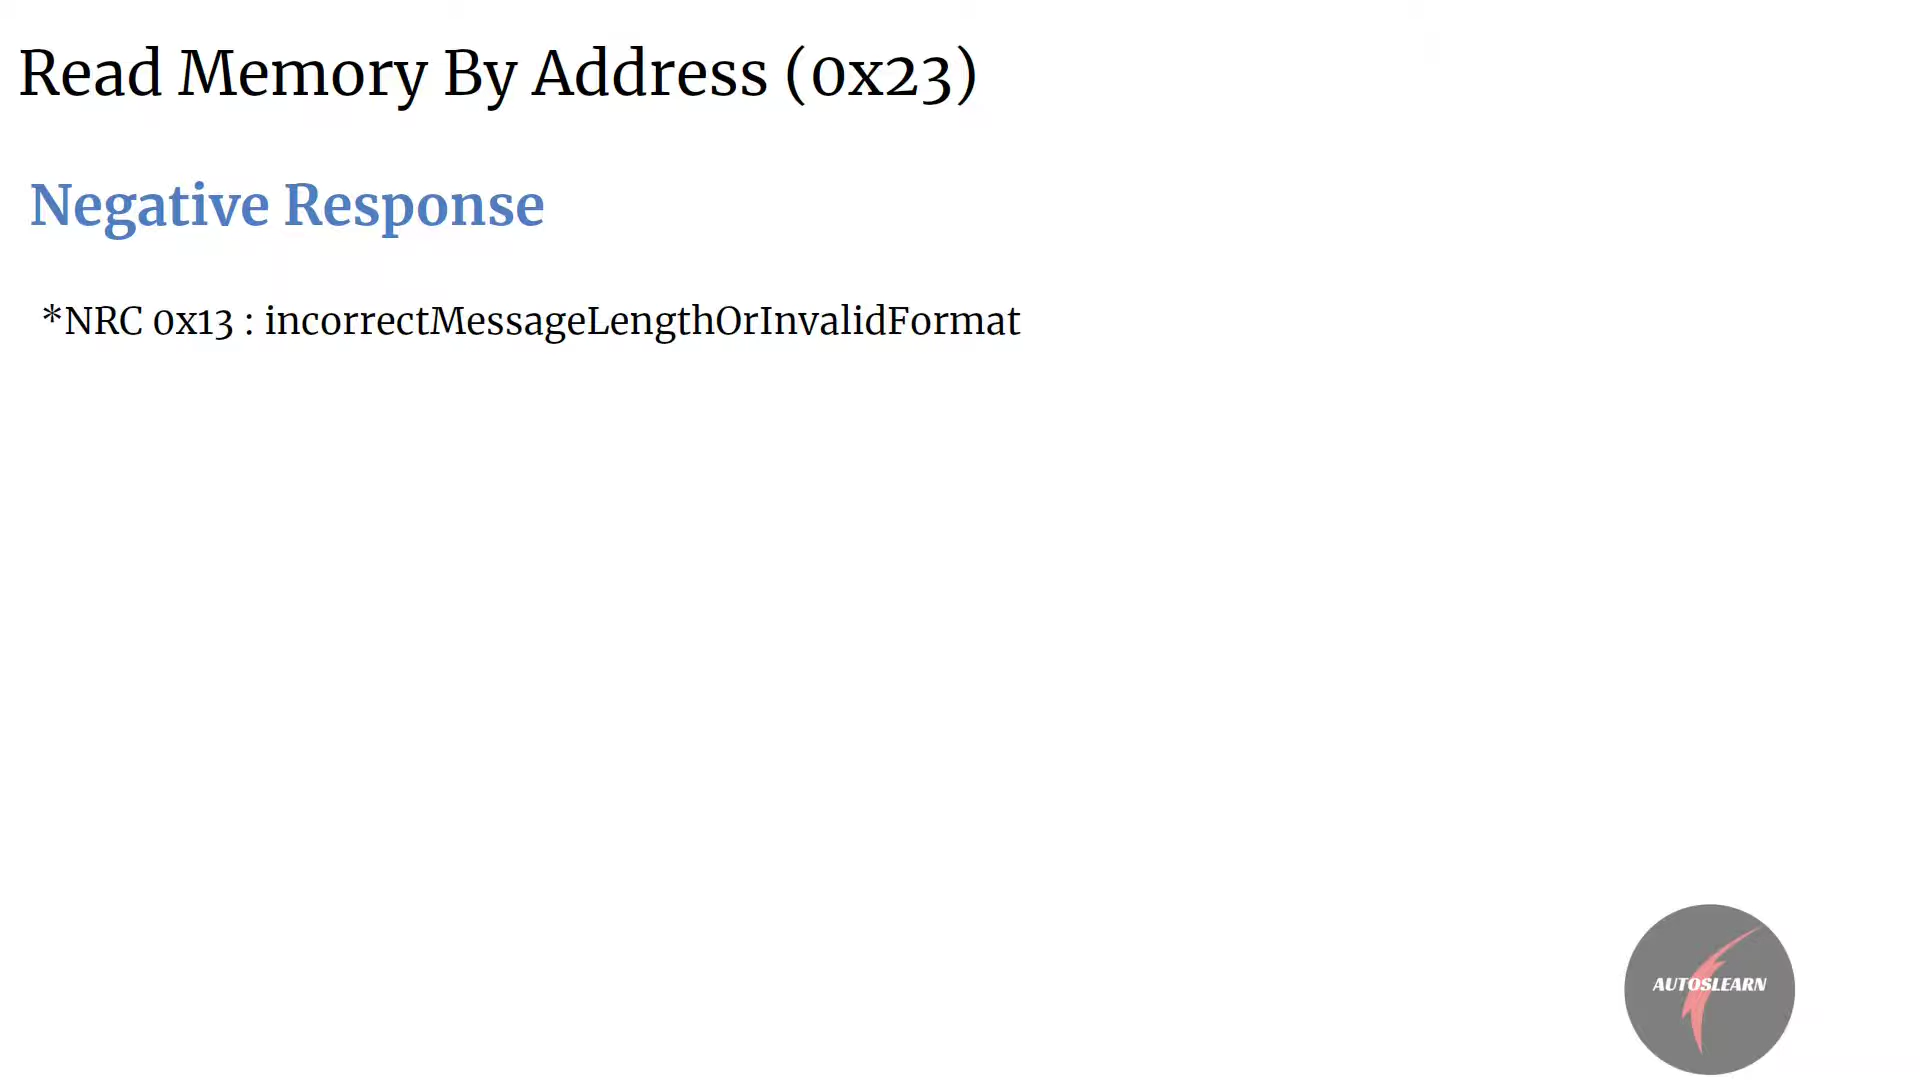 Read Memory By Address (0x23)
Negative Response
*NRC 0x13 : incorrectMessageLengthOrInvalidFormat
AUTOSLEARN